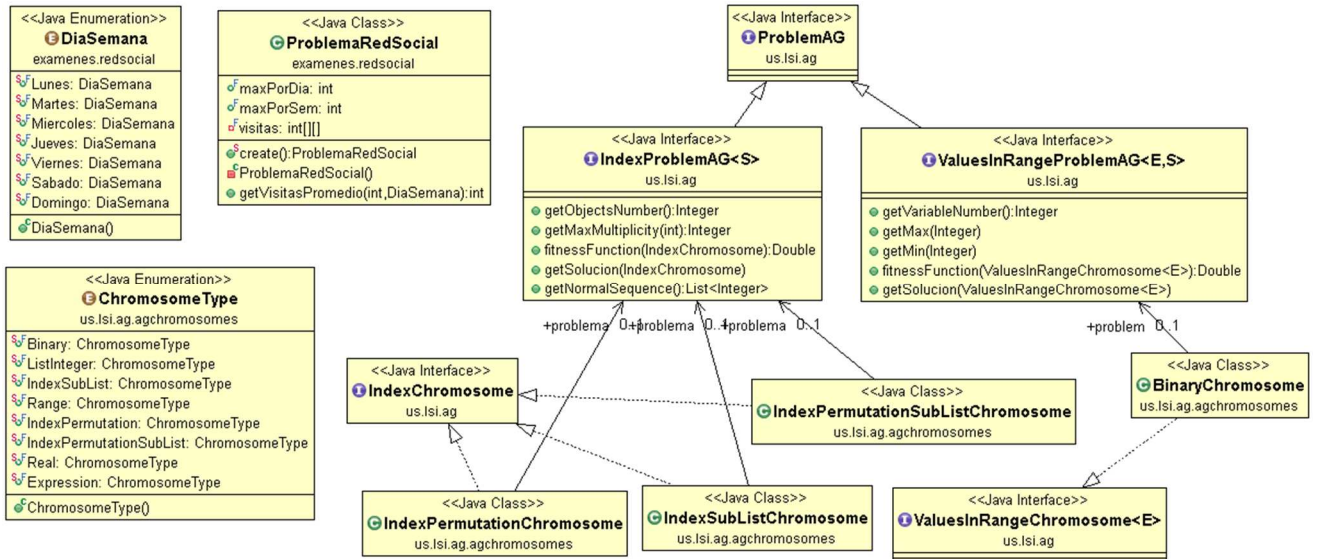 <<Java Enumeration>>
DiaSemana
examenes.redsocial
Lunes: DiaSemana
Martes: DiaSemana
Miercoles: DiaSemana
Jueves: DiaSemana
Viernes: DiaSemana
Sabado: DiaSemana
Domingo: DiaSemana
DiaSemana()
<<Java Class>>
ProblemaRedSocial
examenes.redsocial
maxPorDia: int
maxPorSem: int
visitas: int[][]
create():ProblemaRedSocial
ProblemaRedSocial()
getVisitasPromedio(int,DiaSemana):int
<<Java Interface>>
ProblemAG
us.lsi.ag
<<Java Interface>>
IndexProblemAG<S>
us.lsi.ag
getObjectsNumber():Integer
getMaxMultiplicity(int):Integer
fitnessFunction(IndexChromosome):Double
getSolucion(IndexChromosome)
getNormalSequence():List<Integer>
<<Java Interface>>
ValuesInRangeProblemAG<E,S>
us.lsi.ag
getVariableNumber():Integer
getMax(Integer)
getMin(Integer)
fitnessFunction(ValuesInRangeChromosome<E>):Double
getSolucion(ValuesInRangeChromosome<E>)
<<Java Enumeration>>
ChromosomeType
us.lsi.ag.agchromosomes
Binary: ChromosomeType
ListInteger: ChromosomeType
IndexSubList: ChromosomeType
Range: ChromosomeType
IndexPermutation: ChromosomeType
IndexPermutationSubList: ChromosomeType
Real: ChromosomeType
Expression: ChromosomeType
ChromosomeType()
+problema 0..1
+problema 0..1
+problema 0..1
+problem 0..1
<<Java Interface>>
IndexChromosome
us.lsi.ag
<<Java Class>>
IndexPermutationSubListChromosome
us.lsi.ag.agchromosomes
<<Java Class>>
BinaryChromosome
us.lsi.ag.agchromosomes
<<Java Class>>
IndexPermutationChromosome
us.lsi.ag.agchromosomes
<<Java Class>>
IndexSubListChromosome
us.lsi.ag.agchromosomes
<<Java Interface>>
ValuesInRangeChromosome<E>
us.lsi.ag